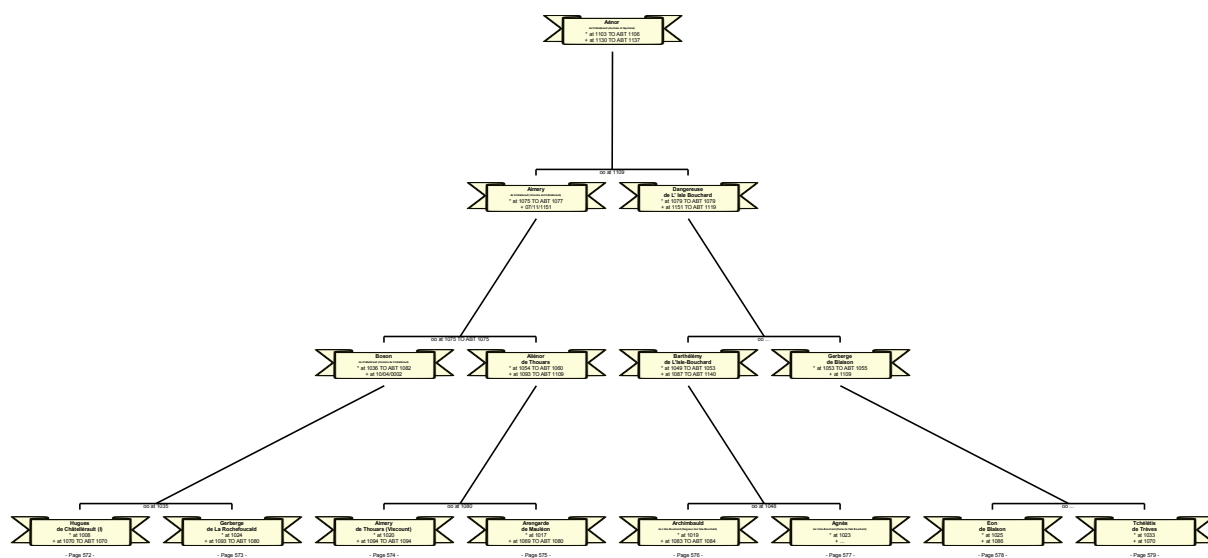 Aénor
* at 1103 TO ABT 1106
+ at 1130 TO ABT 1137
oo at 1109
Aimery
* at 1075 TO ABT 1077
+ 07/11/1151
Dangereuse
de L' Isle Bouchard
* at 1079 TO ABT 1079
+ at 1151 TO ABT 1119
oo at 1075 TO ABT 1075
oo ...
Boson
* at 1036 TO ABT 1082
+ at 10/04/0002
Aliénor
de Thouars
* at 1054 TO ABT 1060
+ at 1093 TO ABT 1109
Barthélémy
de L'Isle-Bouchard
* at 1049 TO ABT 1053
+ at 1087 TO ABT 1140
Gerberge
de Blaison
* at 1053 TO ABT 1055
+ at 1109
oo at 1035
oo at 1080
oo at 1048
oo ...
Hugues
de Châtellérault (I)
* at 1008
+ at 1070 TO ABT 1070
Gerberge
de La Rochefoucald
* at 1024
+ at 1093 TO ABT 1080
Aimery
de Thouars (Viscount)
* at 1020
+ at 1094 TO ABT 1094
Arengarde
de Mauléon
* at 1017
+ at 1069 TO ABT 1080
Archimbauld
* at 1019
+ at 1083 TO ABT 1084
Agnès
* at 1023
+ ...
Eon
de Blaison
* at 1025
+ at 1086
Tchélétis
de Trèves
* at 1033
+ at 1070
- Page 572 -
- Page 573 -
- Page 574 -
- Page 575 -
- Page 576 -
- Page 577 -
- Page 578 -
- Page 579 -